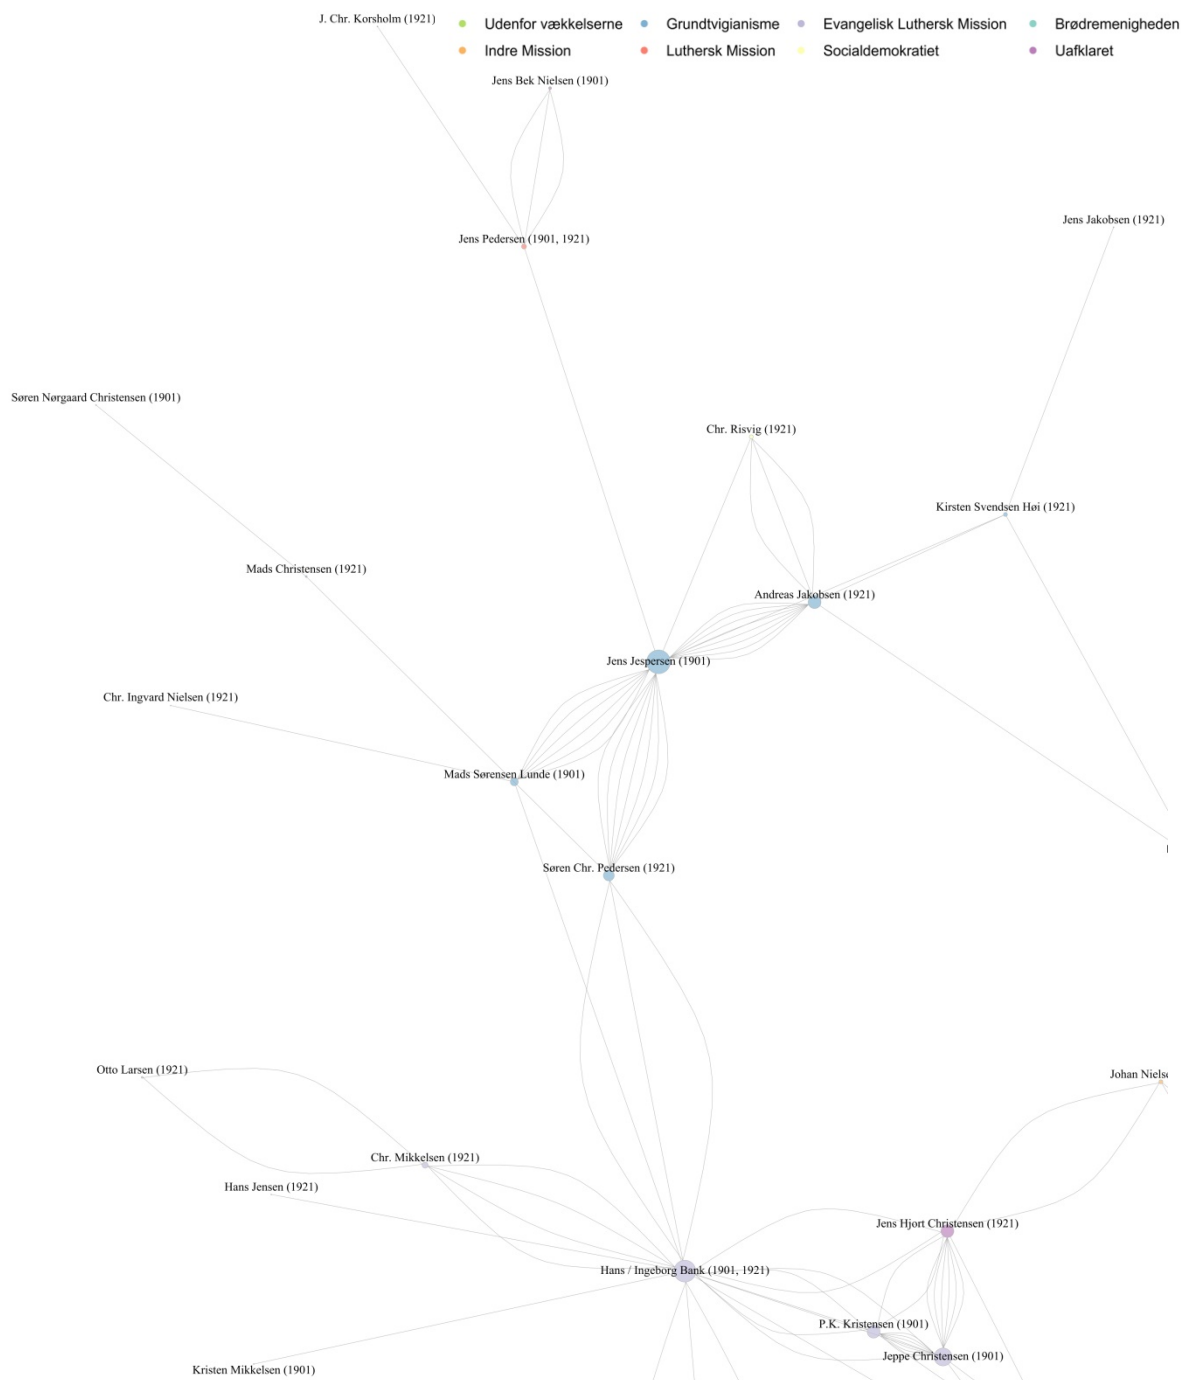 J. Chr. Korsholm (1921)
Udenfor vækkelserne
Grundtvigianisme
Evangelisk Luthersk Mission
Brødremenigheden
Indre Mission
Luthersk Mission
Socialdemokratiet
Uafklaret
Jens Bek Nielsen (1901)
Jens Jakobsen (1921)
Jens Pedersen (1901, 1921)
Søren Nørgaard Christensen (1901)
Chr. Risvig (1921)
Kirsten Svendsen Høi (1921)
Mads Christensen (1921)
Andreas Jakobsen (1921)
Jens Jespersen (1901)
Chr. Ingvard Nielsen (1921)
Mads Sørensen Lunde (1901)
Søren Chr. Pedersen (1921)
Otto Larsen (1921)
Johan
Chr. Mikkelsen (1921)
Hans Jensen (1921)
Jens Hjort Christensen (1921)
Hans / Ingeborg Bank (1901, 1921)
P.K. Kristensen (1901)
Jeppe Christensen (1901)
Kristen Mikkelsen (1901)